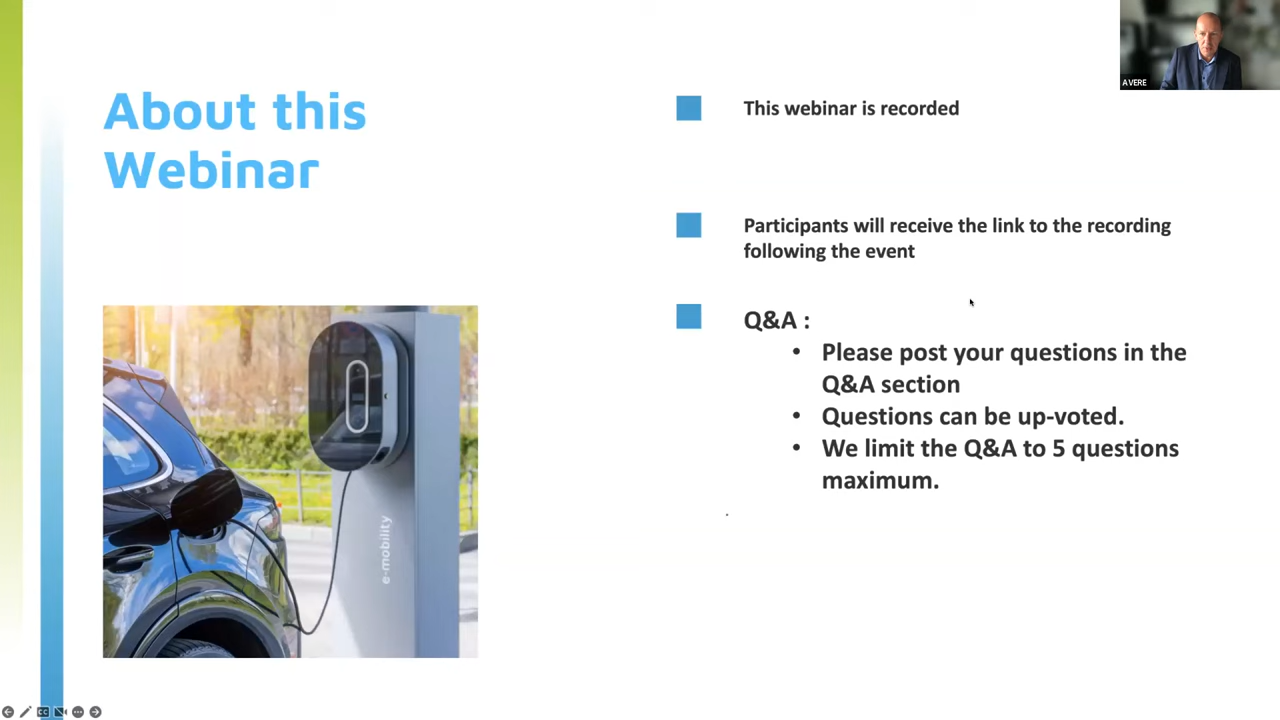 About this
Webinar
This webinar is recorded
Participants will receive the link to the recording
following the event
Q&A :
• Please post your questions in the
Q&A section
• Questions can be up-voted.
• We limit the Q&A to 5 questions
maximum.
e-mobility
AVERE